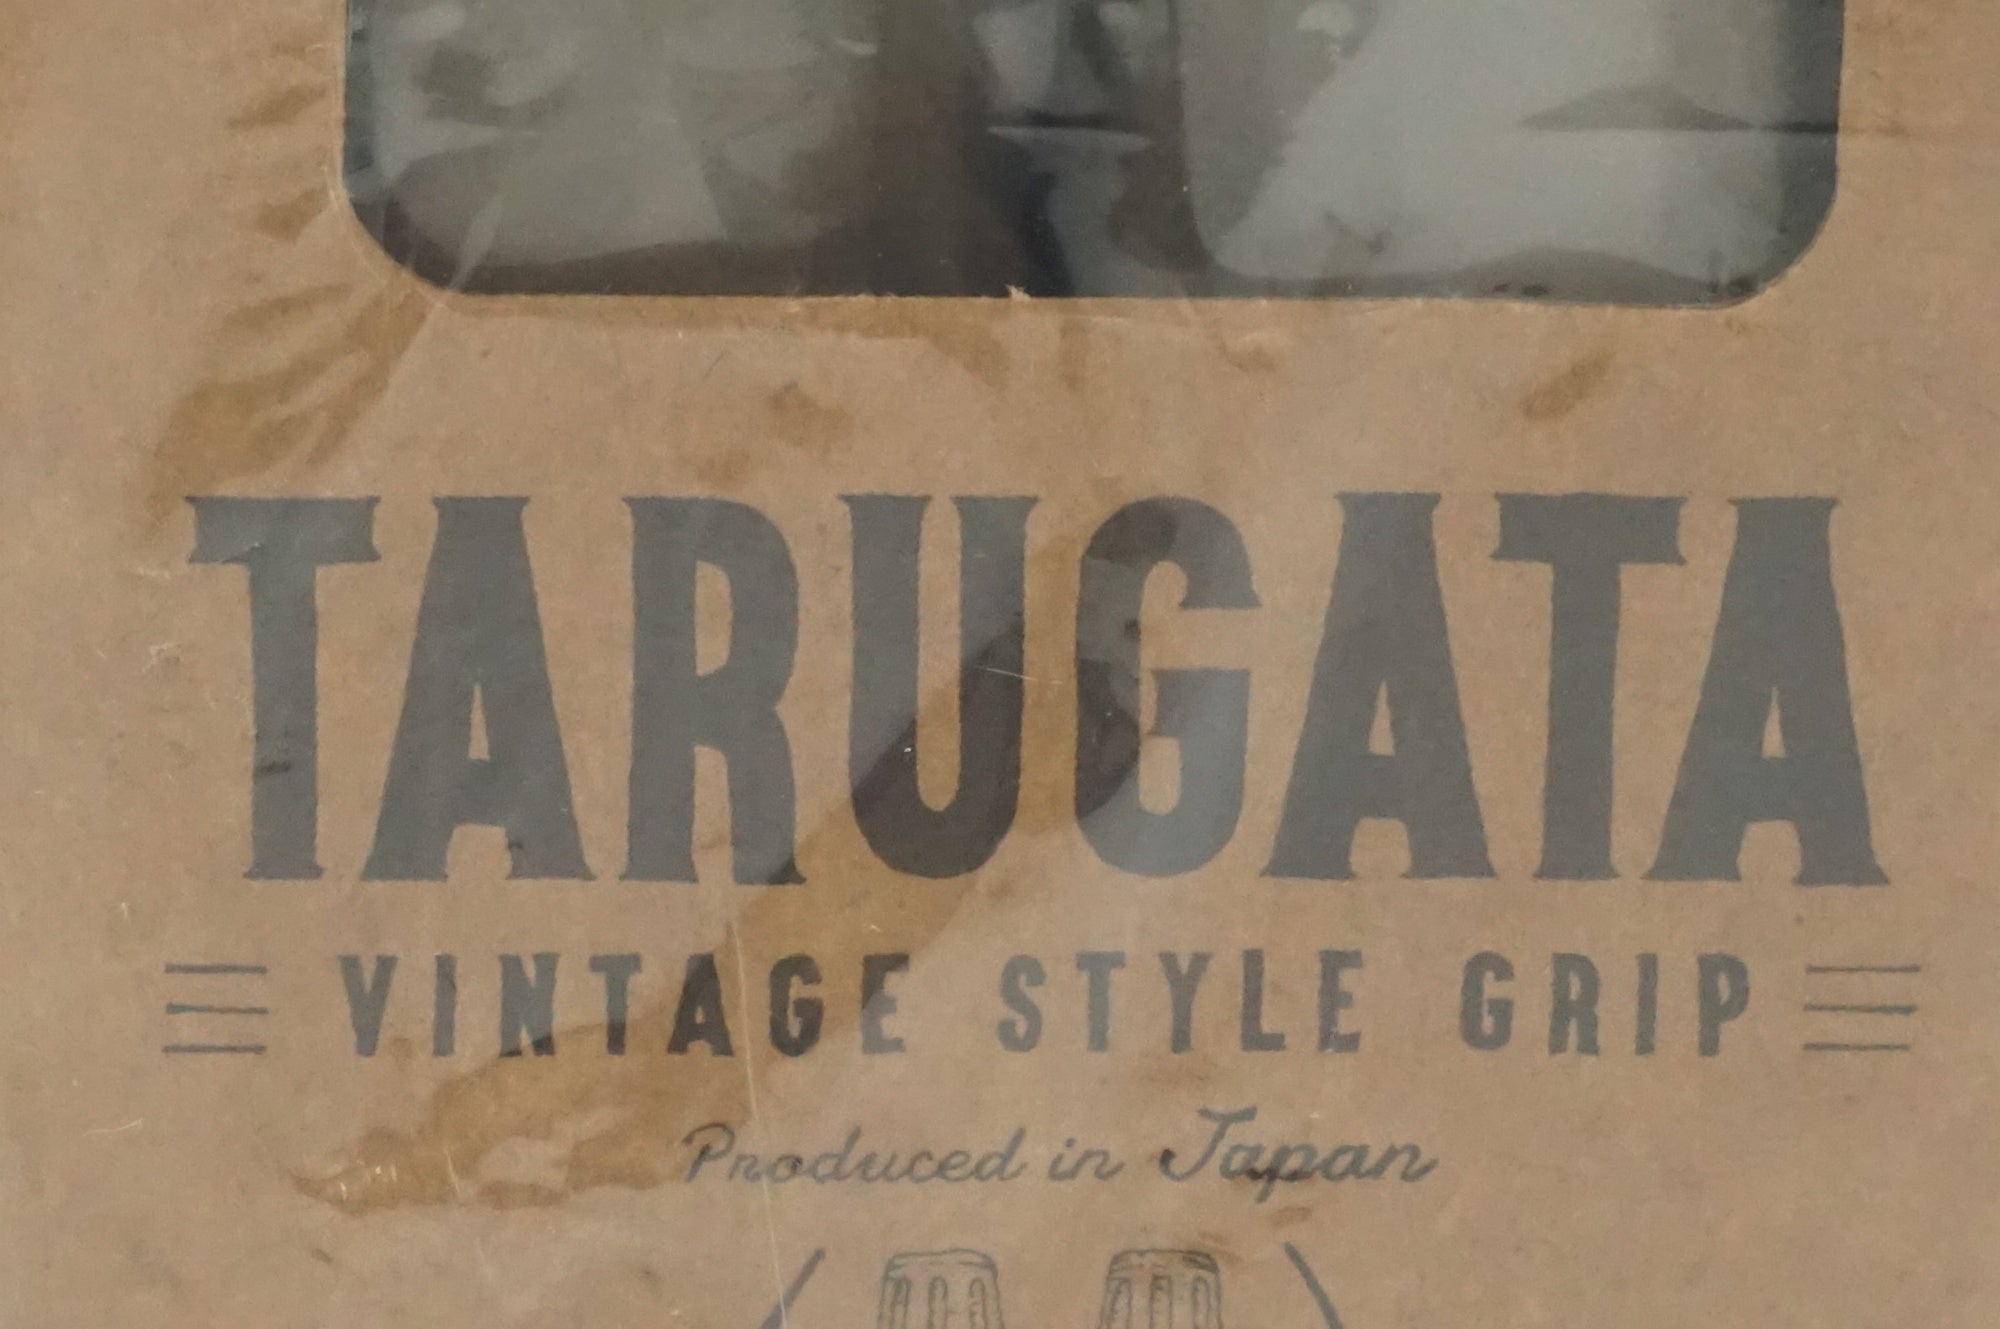 TARUGATA
VINTAGE STYLE GRIP
Produced in Japan